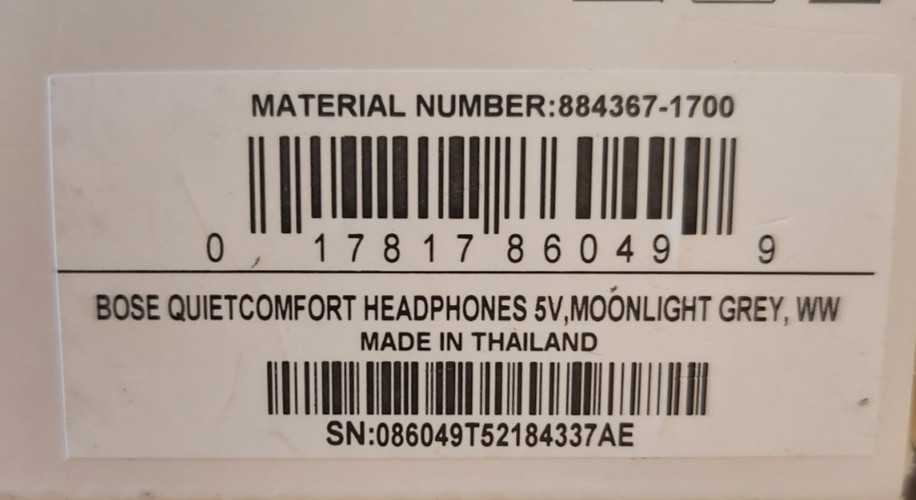 MATERIAL NUMBER:884367-1700
0 17817 86049 9
BOSE QUIETCOMFORT HEADPHONES 5V,MOONLIGHT GREY, WW
MADE IN THAILAND
SN:086049T52184337AE